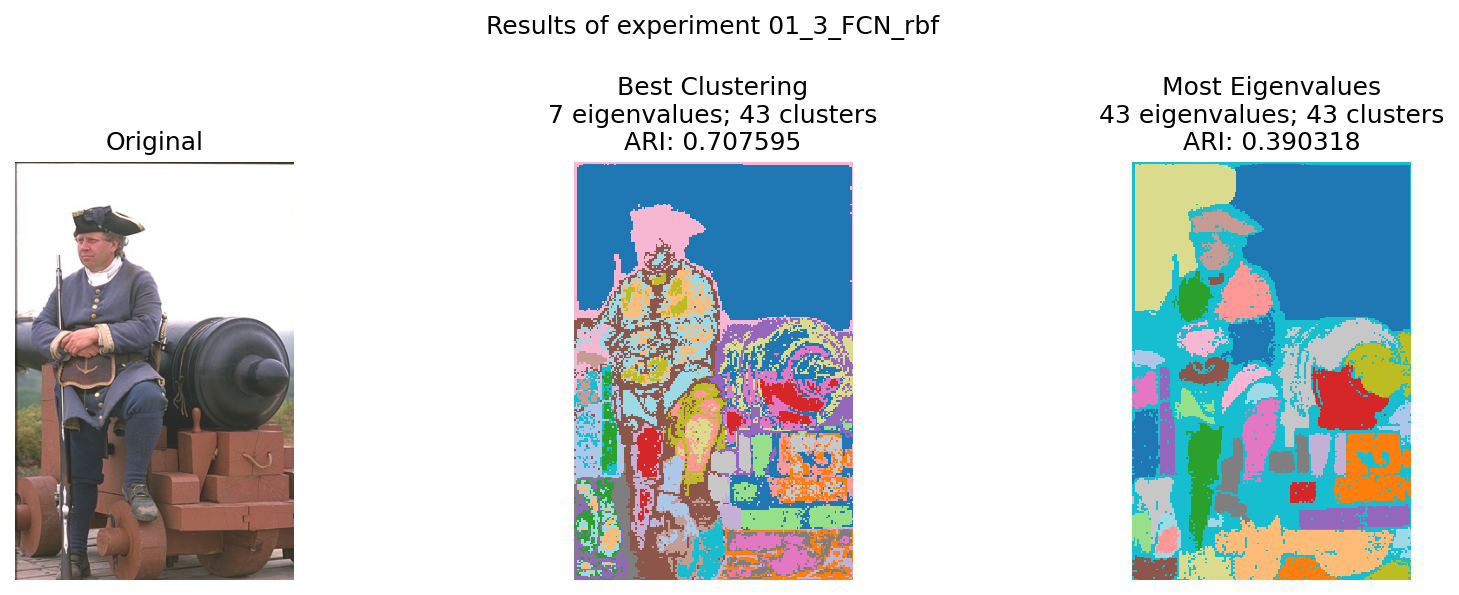 Results of experiment 01_3_FCN_rbf
Original
Best Clustering
7 eigenvalues; 43 clusters
ARI: 0.707595
Most Eigenvalues
43 eigenvalues; 43 clusters
ARI: 0.390318